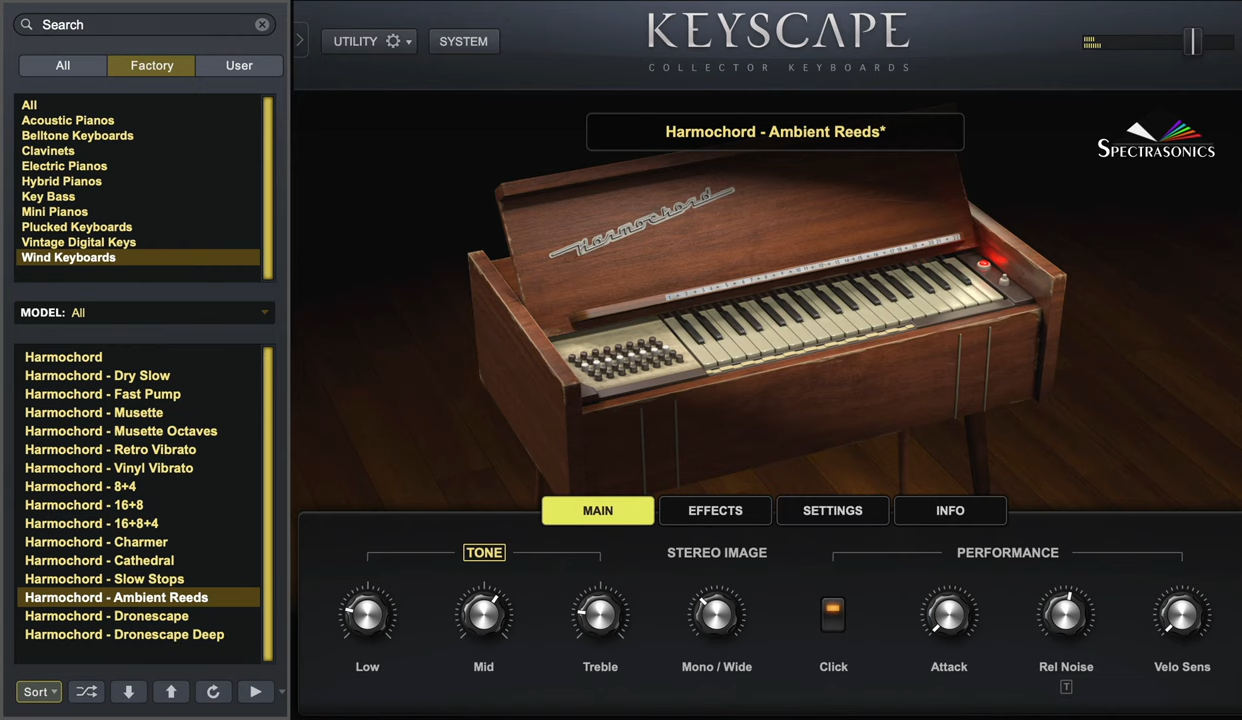 Search
All
Factory
User
All
Acoustic Pianos
Belltone Keyboards
Clavinets
Electric Pianos
Hybrid Pianos
Key Bass
Mini Pianos
Plucked Keyboards
Vintage Digital Keys
Wind Keyboards
MODEL: All
Harmochord
Harmochord - Dry Slow
Harmochord - Fast Pump
Harmochord - Musette
Harmochord - Musette Octaves
Harmochord - Retro Vibrato
Harmochord - Vinyl Vibrato
Harmochord - 8+4
Harmochord - 16+8
Harmochord - 16+8+4
Harmochord - Charmer
Harmochord - Cathedral
Harmochord - Slow Stops
Harmochord - Ambient Reeds
Harmochord - Dronescape
Harmochord - Dronescape Deep
Sort
UTILITY
SYSTEM
KEYSCAPE
COLLECTOR KEYBOARDS
Harmochord - Ambient Reeds*
SPECTRASONICS
Harmochord
MAIN
EFFECTS
SETTINGS
INFO
TONE
STEREO IMAGE
PERFORMANCE
Low
Mid
Treble
Mono / Wide
Click
Attack
Rel Noise
Velo Sens
T